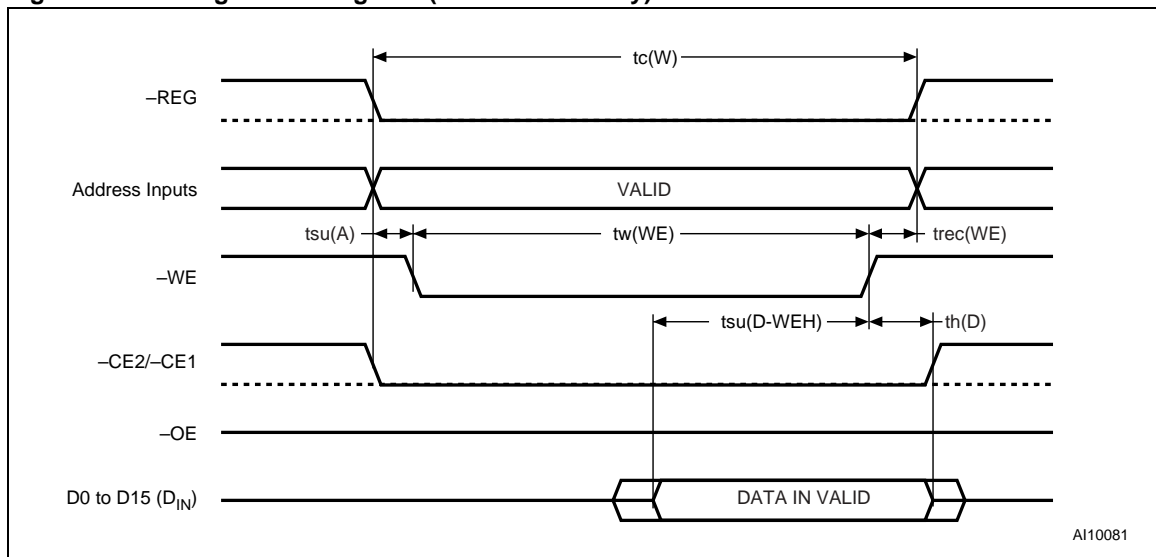 tc(W)
–REG
Address Inputs
VALID
tsu(A)
tw(WE)
trec(WE)
–WE
tsu(D-WEH)
th(D)
–CE2/–CE1
–OE
D0 to D15 (DIN)
DATA IN VALID
AI10081